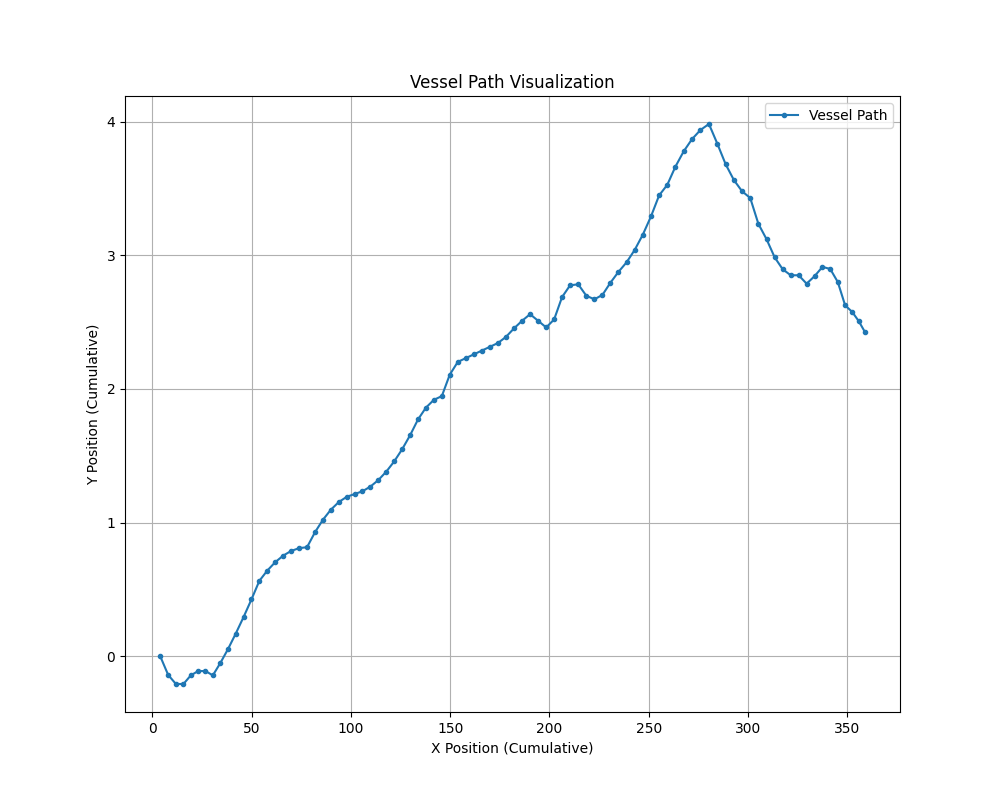 Vessel Path Visualization
Vessel Path
4
3
2
1
0
Y Position (Cumulative)
0 50 100 150 200 250 300 350
X Position (Cumulative)